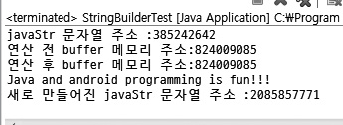 <terminated> StringBuilderTest [Java Application] C:₩Program
javaStr 문자열 주소 :385242642
연산 전 buffer 메모리 주소:824009085
연산 후 buffer 메모리 주소:824009085
Java and android programming is fun!!!
새로 만들어진 javaStr 문자열 주소 :2085857771